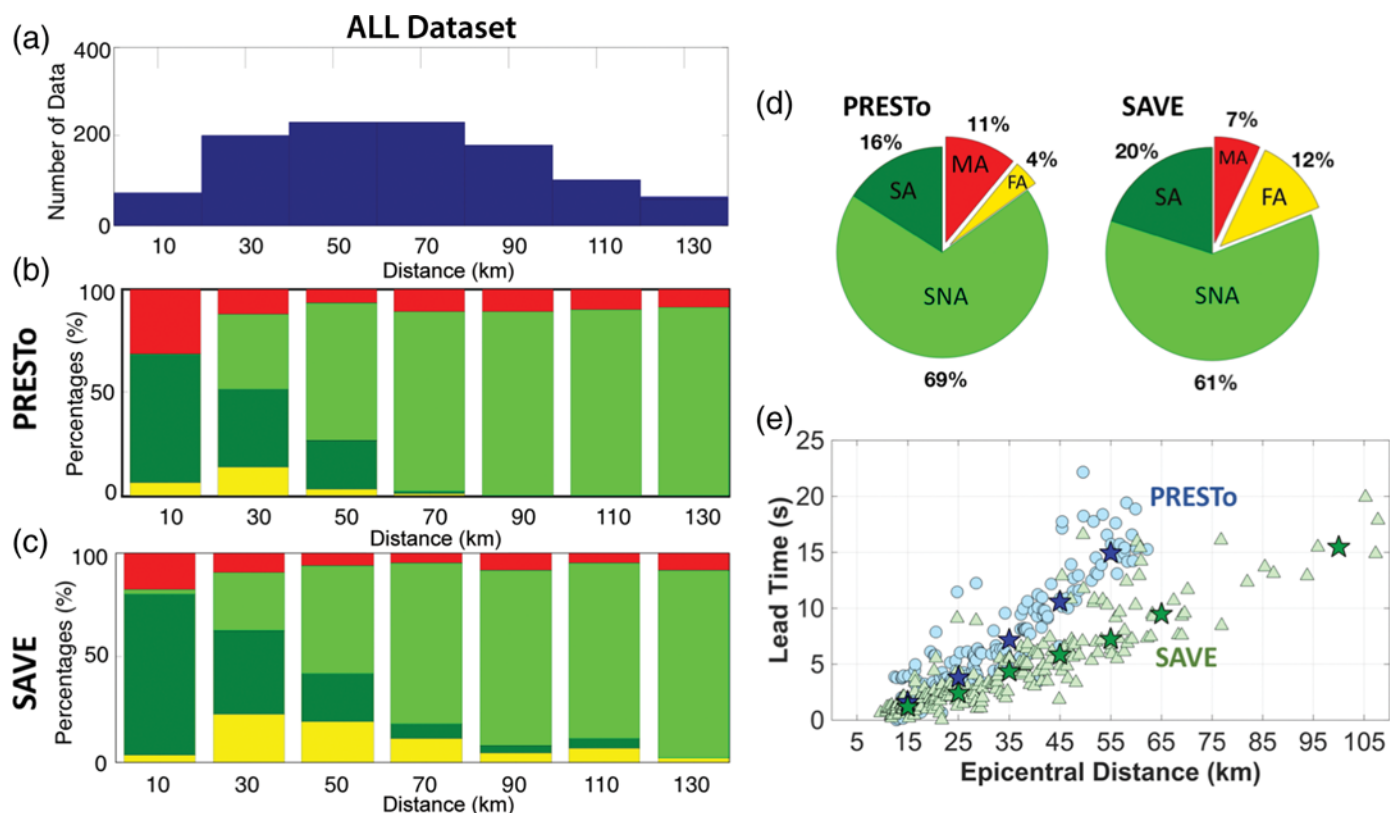 (a)
ALL Dataset
400
200
0
Number of Data
10 30 50 70 90 110 130
Distance (km)
(b)
PRESTo
100
50
0
Percentages (%)
10 30 50 70 90 110 130
Distance (km)
(c)
SAVE
100
50
0
Percentages (%)
10 30 50 70 90 110 130
Distance (km)
(d)
PRESTo
16%
11%
4%
SA
MA
FA
SNA
69%
SAVE
20%
7%
12%
SA
MA
FA
SNA
61%
(e)
25
20
15
10
5
0
Lead Time (s)
PRESTo
SAVE
5 15 25 35 45 55 65 75 85 95 105
Epicentral Distance (km)